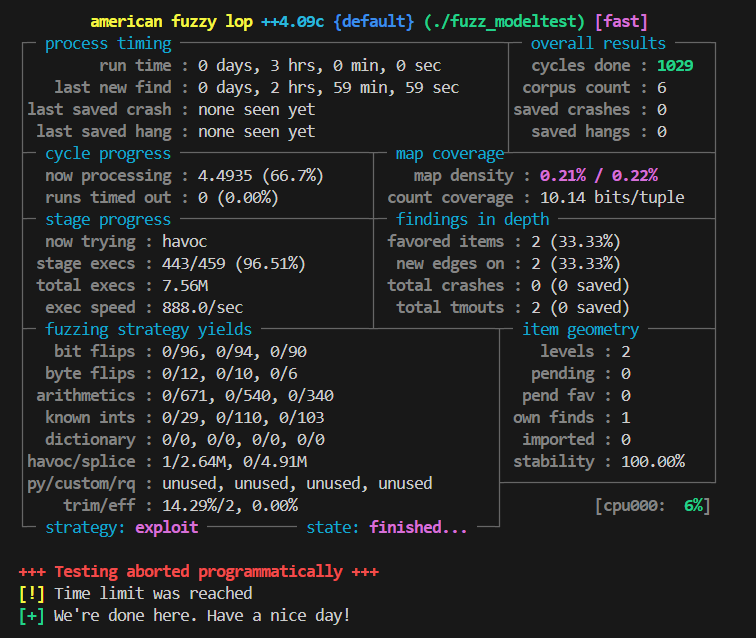 american fuzzy lop ++4.09c {default} (./fuzz_modeltest) [fast]
process timing overall results
run time : 0 days, 3 hrs, 0 min, 0 sec cycles done : 1029
last new find : 0 days, 2 hrs, 59 min, 59 sec corpus count : 6
last saved crash : none seen yet saved crashes : 0
last saved hang : none seen yet saved hangs : 0
cycle progress map coverage
now processing : 4.4935 (66.7%) map density : 0.21% / 0.22%
runs timed out : 0 (0.00%) count coverage : 10.14 bits/tuple
stage progress findings in depth
now trying : havoc favored items : 2 (33.33%)
stage execs : 443/459 (96.51%) new edges on : 2 (33.33%)
total execs : 7.56M total crashes : 0 (0 saved)
exec speed : 888.0/sec total tmouts : 2 (0 saved)
fuzzing strategy yields item geometry
bit flips : 0/96, 0/94, 0/90 levels : 2
byte flips : 0/12, 0/10, 0/6 pending : 0
arithmetics : 0/671, 0/540, 0/340 pend fav : 0
known ints : 0/29, 0/110, 0/103 own finds : 1
dictionary : 0/0, 0/0, 0/0, 0/0 imported : 0
havoc/splice : 1/2.64M, 0/4.91M stability : 100.00%
py/custom/rq : unused, unused, unused, unused
trim/eff : 14.29%/2, 0.00% [cpu000: 6%]
strategy: exploit state: finished...
+++ Testing aborted programmatically +++
[!] Time limit was reached
[+] We're done here. Have a nice day!